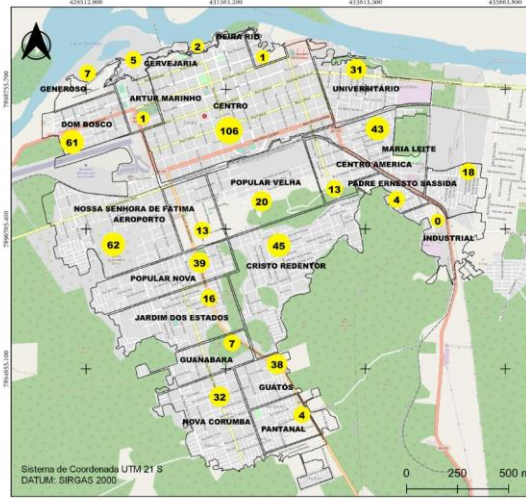 BEIRA RIO
2
5
CERVEJARIA
1
7
31
GENEROSO
UNIVERSITÁRIO
ARTUR MARINHO
CENTRO
1
DOM BOSCO
106
43
61
MARIA LEITE
CENTRO AMÉRICA
18
POPULAR VELHA
PADRE ERNESTO SASSIDA
13
20
4
NOSSA SENHORA DE FÁTIMA
AEROPORTO
0
13
INDUSTRIAL
62
45
39
CRISTO REDENTOR
POPULAR NOVA
16
JARDIM DOS ESTADOS
7
GUANABARA
38
GUATÓS
32
4
NOVA CORUMBÁ
PANTANAL
Sistema de Coordenada UTM 21 S
DATUM: SIRGAS 2000
0 250 500 m